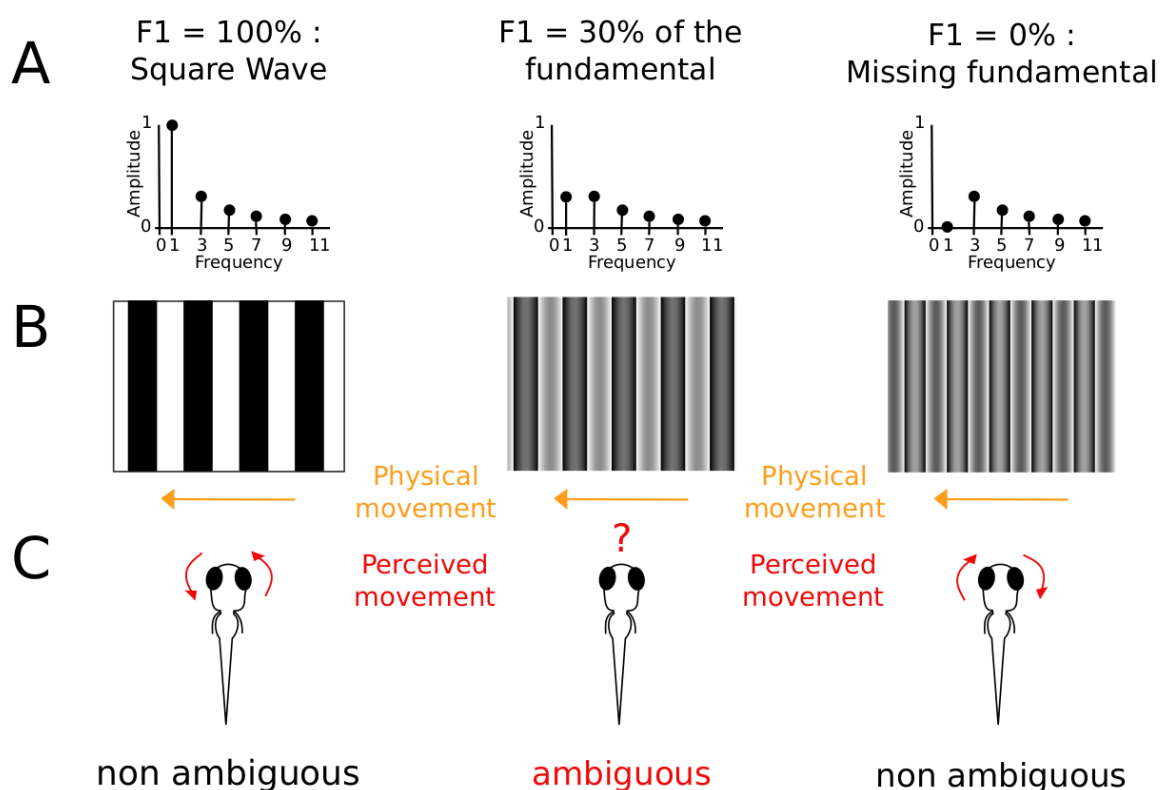 A
F1 = 100% :
Square Wave
F1 = 30% of the
fundamental
F1 = 0% :
Missing fundamental
Amplitude
1
0
0 1 3 5 7 9 11
Frequency
Amplitude
1
0
0 1 3 5 7 9 11
Frequency
Amplitude
1
0
0 1 3 5 7 9 11
Frequency
B
Physical
movement
Physical
movement
C
Perceived
movement
?
Perceived
movement
non ambiguous
ambiguous
non ambiguous